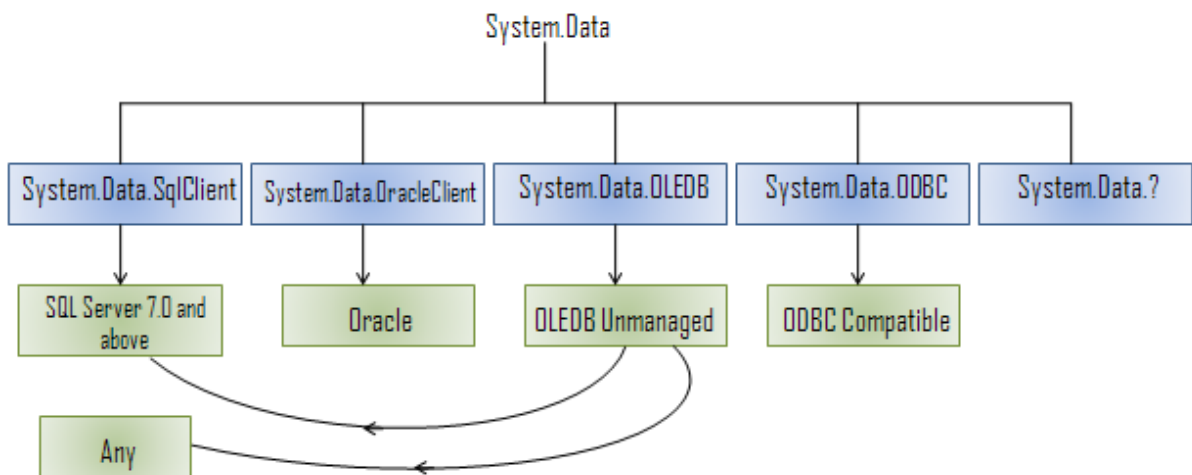 System.Data
System.Data.SqlClient
System.Data.OracleClient
System.Data.OLEDB
System.Data.ODBC
System.Data.?
SQL Server 7.0 and
above
Oracle
OLEDB Unmanaged
ODBC Compatible
Any